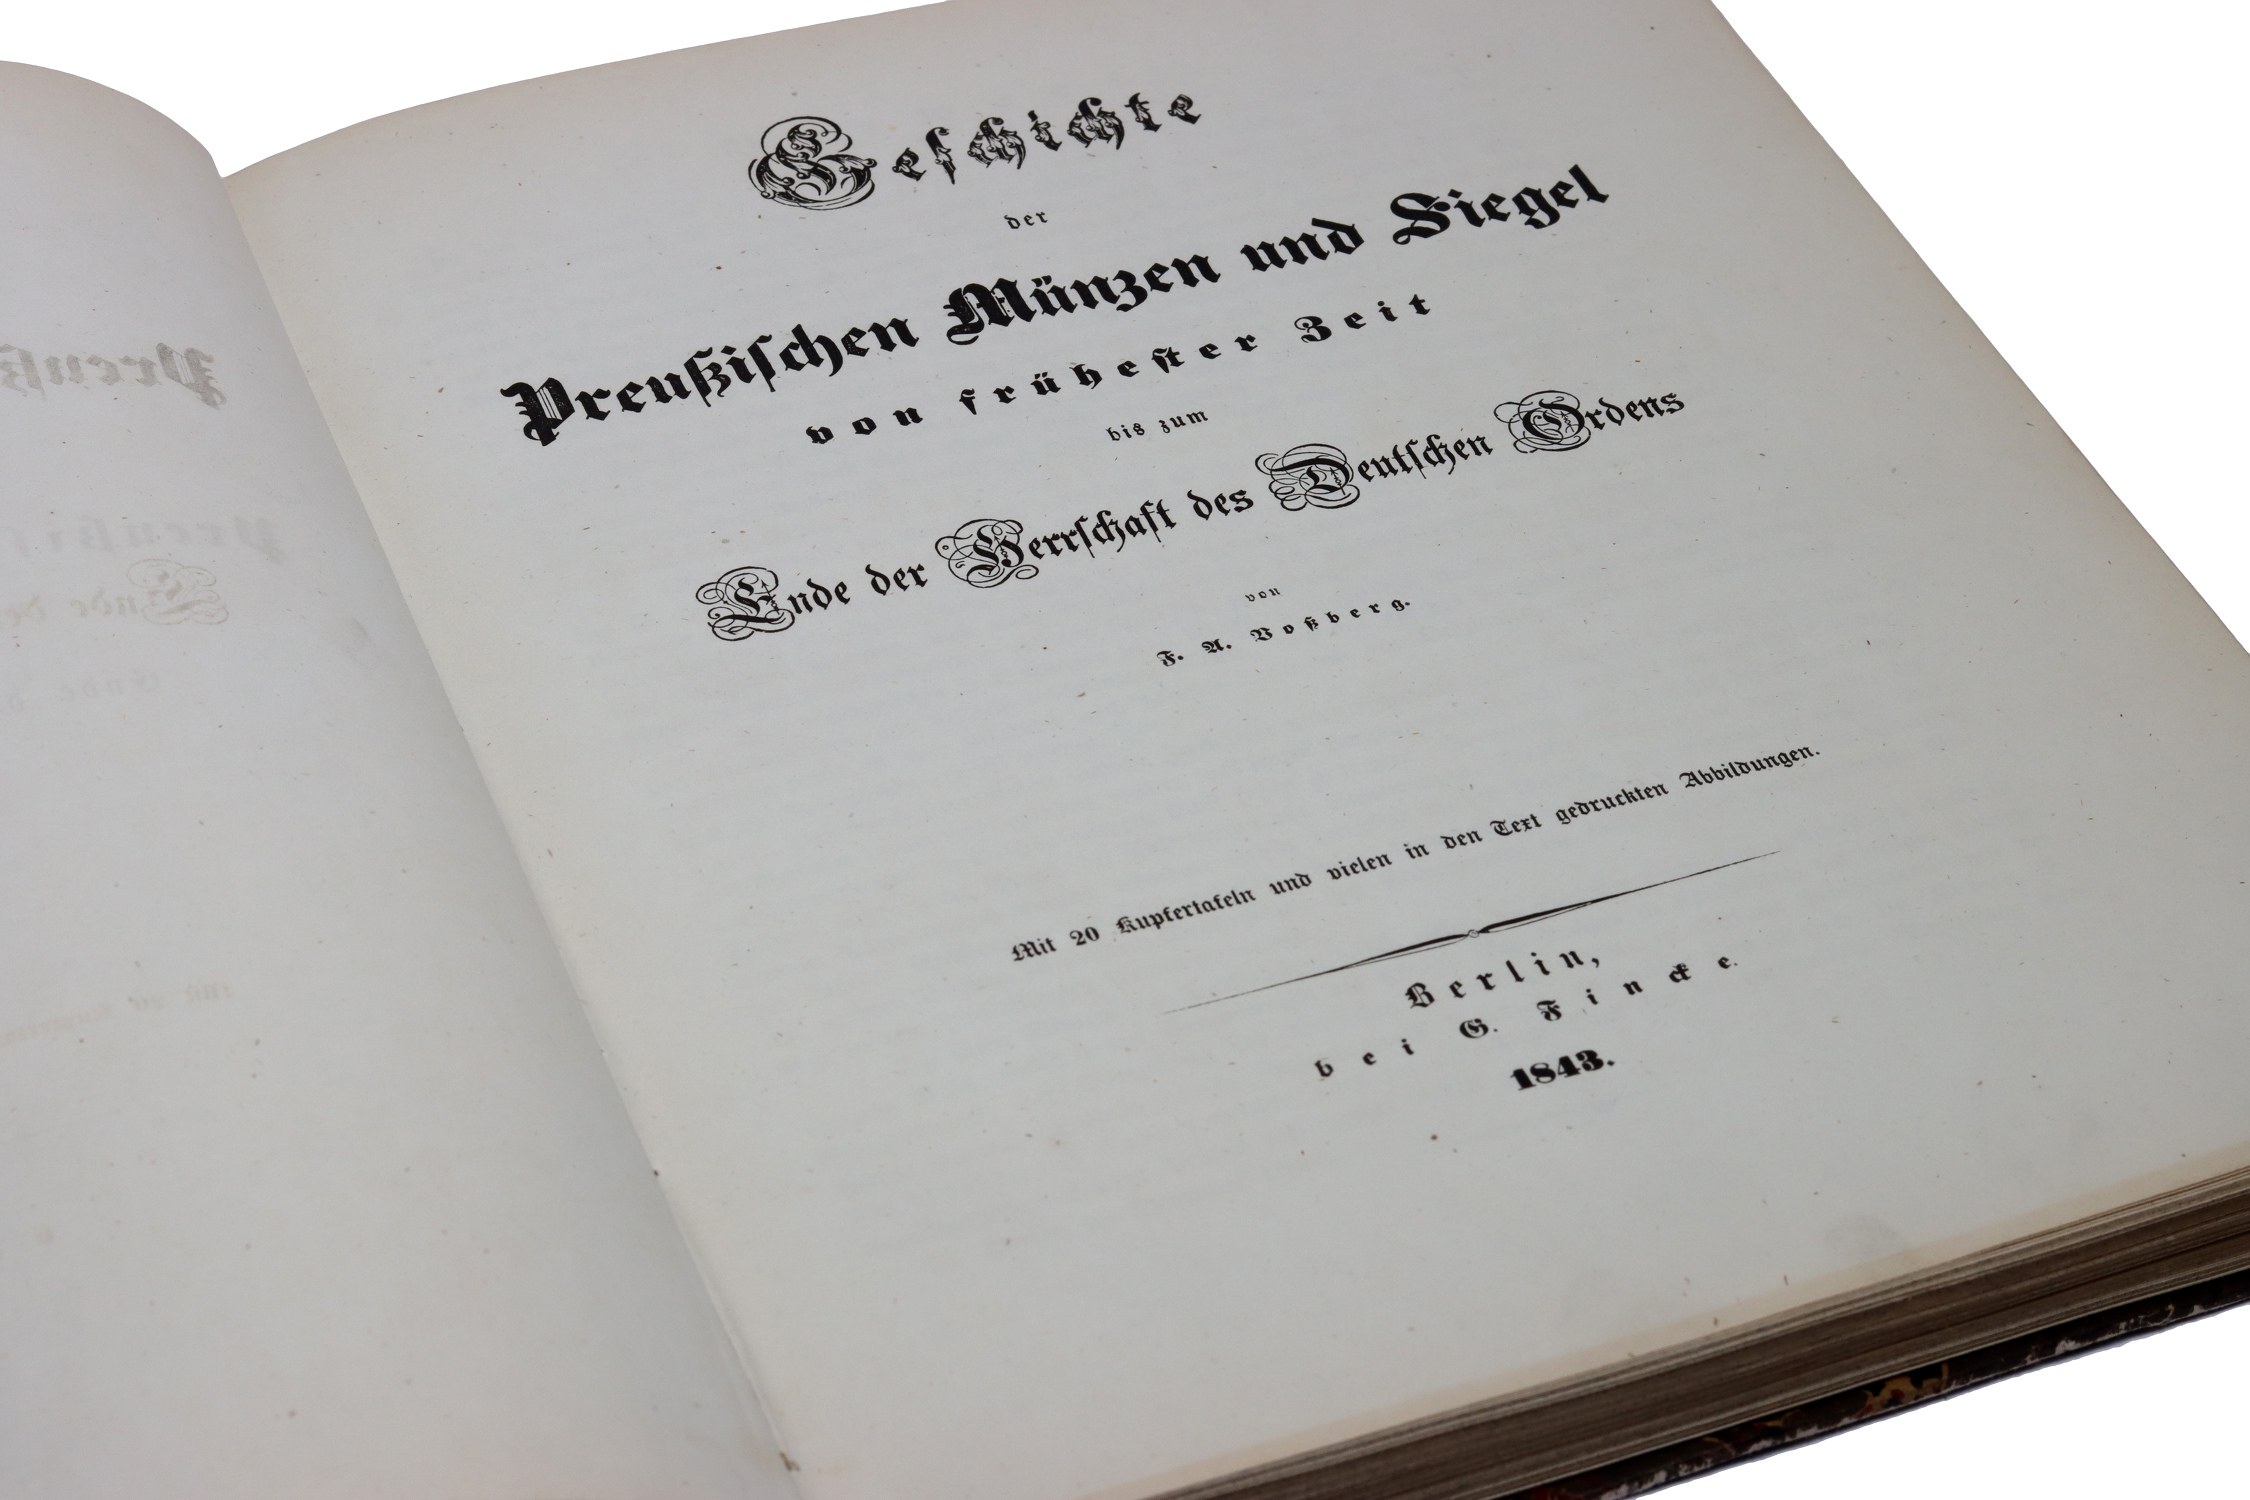 Geschichte
der
Preußischen Münzen und Siegel
von frühester Zeit
bis zum
Ende der Herrschaft des Deutschen Ordens
von
F. A. Voßberg.
Mit 20 Kupfertafeln und vielen in den Text gedruckten Abbildungen.
Berlin,
bei G. Fincke.
1843.